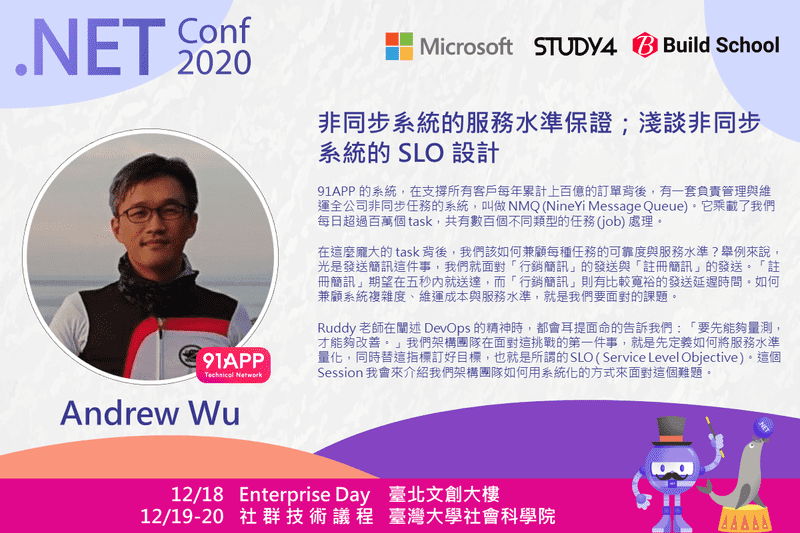 .NET Conf 2020
Microsoft
STUDY4
Build School
非同步系統的服務水準保證；淺談非同步
系統的 SLO 設計
91APP 的系統，在支撐所有客戶每年累計上百億的訂單背後，有一套負責管理與維
運全公司非同步任務的系統，叫做 NMQ (NineYi Message Queue)。它乘載了我們
每日超過百萬個 task，共有數百個不同類型的任務 (job) 處理。
在這麼龐大的 task 背後，我們該如何兼顧每種任務的可靠度與服務水準？舉例來說，
光是發送簡訊這件事，我們就面對「行銷簡訊」的發送與「註冊簡訊」的發送。「註
冊簡訊」期望在五秒內就送達，而「行銷簡訊」則有比較寬裕的發送延遲時間。如何
兼顧系統複雜度、維運成本與服務水準，就是我們要面對的課題。
Ruddy 老師在闡述 DevOps 的精神時，都會耳提面命的告訴我們：「要先能夠量測，
才能夠改善。」我們架構團隊在面對這挑戰的第一件事，就是先定義如何將服務水準
量化，同時替這指標訂好目標，也就是所謂的 SLO ( Service Level Objective )。這個
Session 我會來介紹我們架構團隊如何用系統化的方式來面對這個難題。
91APP
Technical Network
Andrew Wu
.NET
12/18 Enterprise Day 臺北文創大樓
12/19-20 社群技術議程 臺灣大學社會科學院